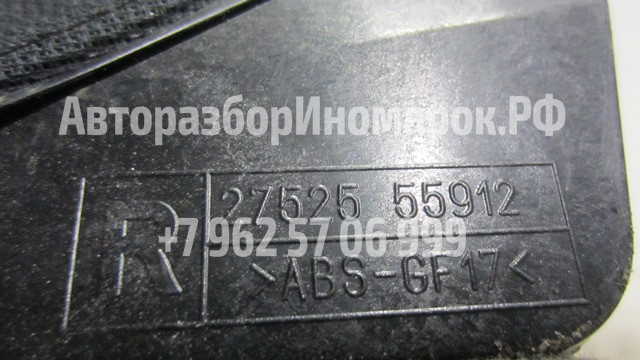 АвторазборИномарок.РФ
R
27525 55912
+7 962 57 06 999
>ABS-GF17<